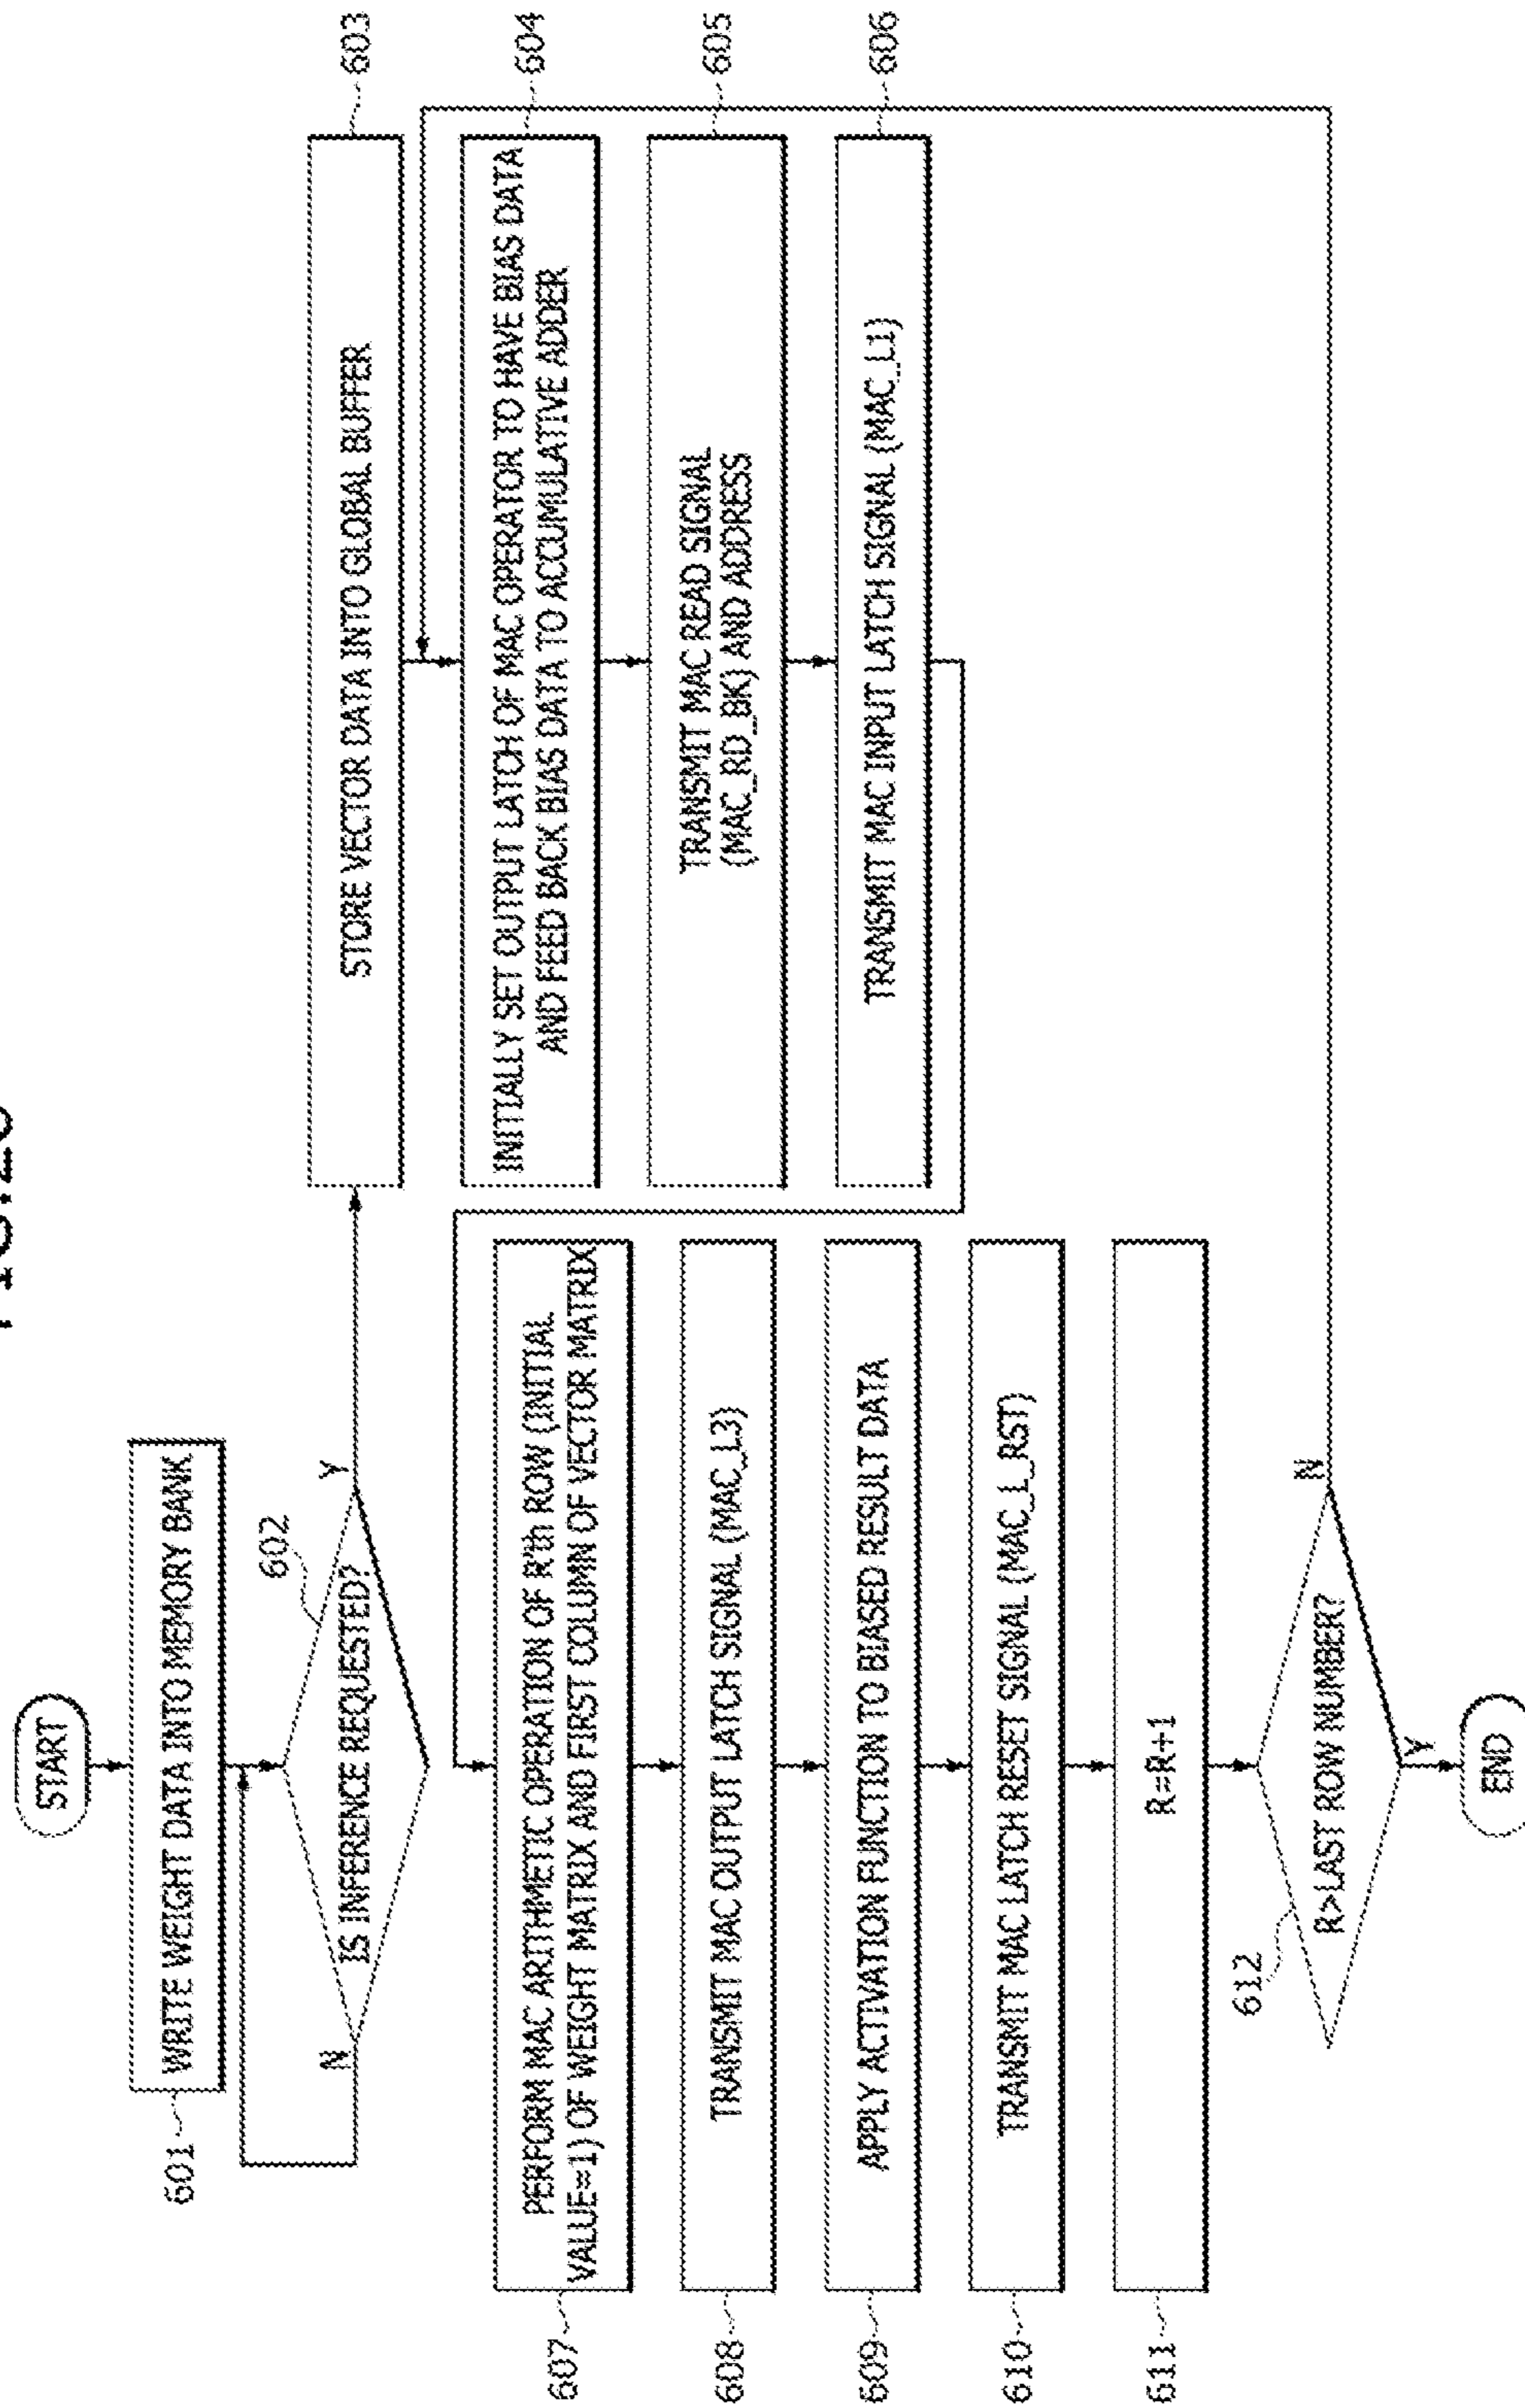 START
601
WRITE WEIGHT DATA INTO MEMORY BANK
602
IS INFERENCE REQUESTED?
N
Y
603
STORE VECTOR DATA INTO GLOBAL BUFFER
604
INITIALLY SET OUTPUT LATCH OF MAC OPERATOR TO HAVE BIAS DATA
AND FEED BACK BIAS DATA TO ACCUMULATIVE ADDER
605
TRANSMIT MAC READ SIGNAL
(MAC_RD_BK) AND ADDRESS
606
TRANSMIT MAC INPUT LATCH SIGNAL (MAC_L1)
607
PERFORM MAC ARITHMETIC OPERATION OF R'th ROW (INITIAL
VALUE=1) OF WEIGHT MATRIX AND FIRST COLUMN OF VECTOR MATRIX
608
TRANSMIT MAC OUTPUT LATCH SIGNAL (MAC_L3)
609
APPLY ACTIVATION FUNCTION TO BIASED RESULT DATA
610
TRANSMIT MAC LATCH RESET SIGNAL (MAC_L_RST)
611
R=R+1
612
R>LAST ROW NUMBER?
N
Y
END